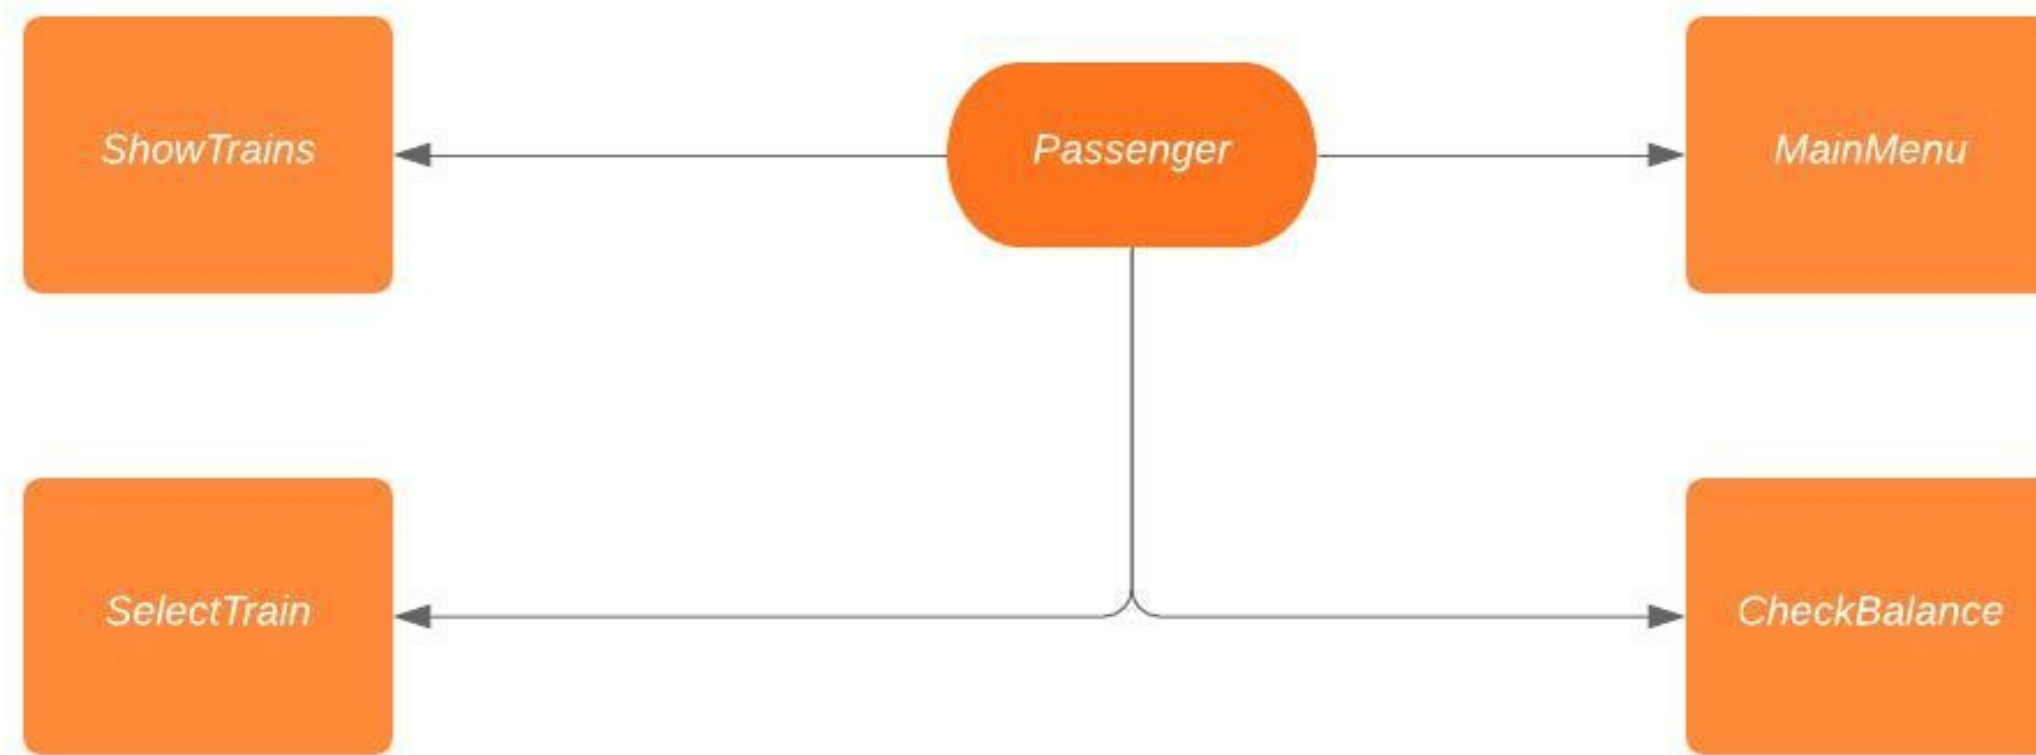 ShowTrains
Passenger
MainMenu
SelectTrain
CheckBalance